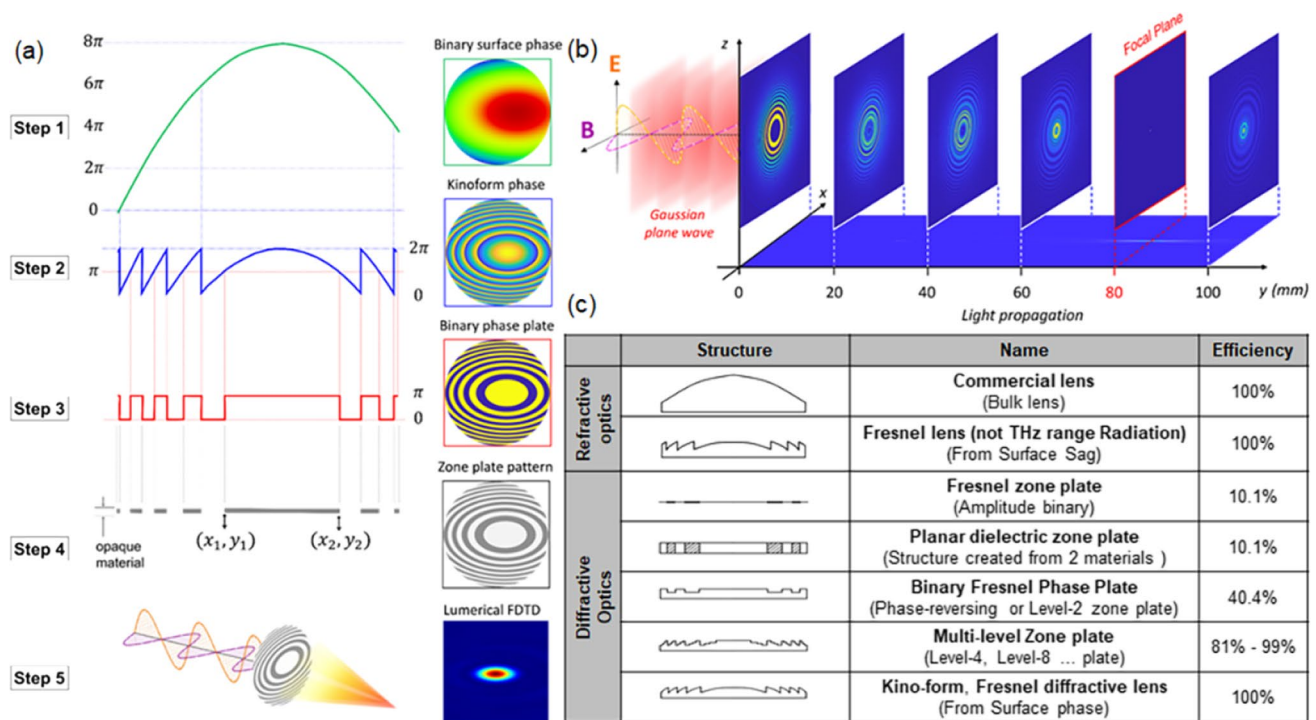 (a)
8π
6π
4π
2π
0
Step 1
Binary surface phase
Kinoform phase
Step 2
2π
π
0
Binary phase plate
Step 3
π
0
Zone plate pattern
Step 4
opaque
material
(x₁, y₁)
(x₂, y₂)
Lumerical FDTD
Step 5
(b)
E
B
Gaussian
plane wave
z
x
Focal Plane
0
20
40
60
80
100
y (mm)
Light propagation
(c)
Structure
Name
Efficiency
Refractive
optics
Commercial lens
(Bulk lens)
100%
Fresnel lens (not THz range Radiation)
(From Surface Sag)
100%
Diffractive
Optics
Fresnel zone plate
(Amplitude binary)
10.1%
Planar dielectric zone plate
(Structure created from 2 materials )
10.1%
Binary Fresnel Phase Plate
(Phase-reversing or Level-2 zone plate)
40.4%
Multi-level Zone plate
(Level-4, Level-8 ... plate)
81% - 99%
Kino-form, Fresnel diffractive lens
(From Surface phase)
100%